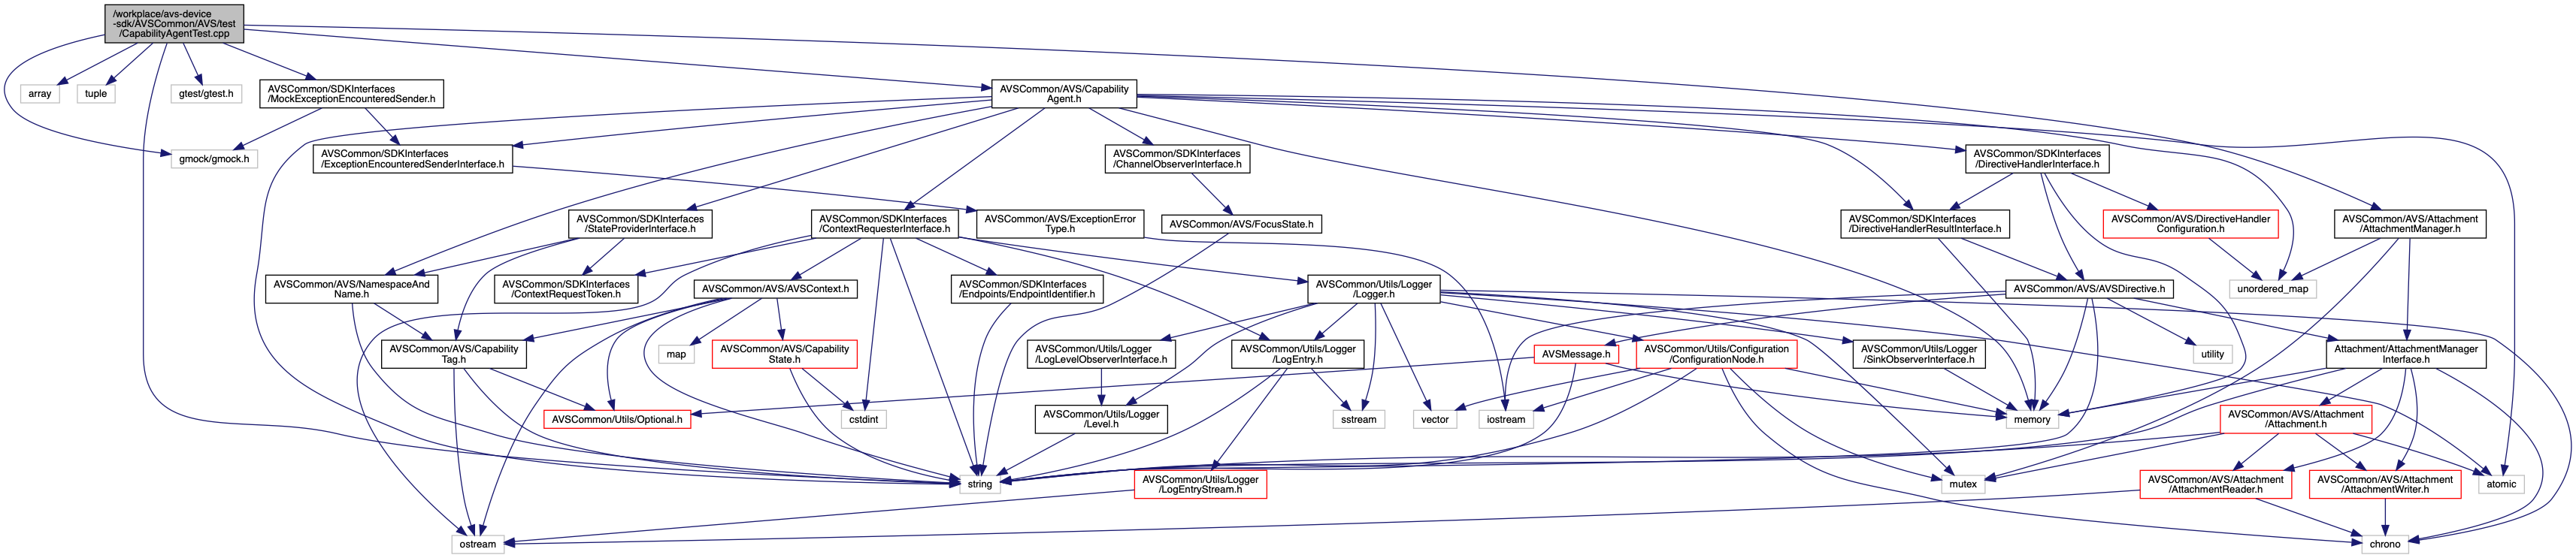 /workplace/avs-device
-sdk/AVSCommon/AVS/test
/CapabilityAgentTest.cpp
array
tuple
gtest/gtest.h
AVSCommon/SDKInterfaces
/MockExceptionEncounteredSender.h
AVSCommon/AVS/Capability
Agent.h
gmock/gmock.h
AVSCommon/SDKInterfaces
/ExceptionEncounteredSenderInterface.h
AVSCommon/SDKInterfaces
/ChannelObserverInterface.h
AVSCommon/SDKInterfaces
/DirectiveHandlerInterface.h
AVSCommon/SDKInterfaces
/StateProviderInterface.h
AVSCommon/SDKInterfaces
/ContextRequesterInterface.h
AVSCommon/AVS/ExceptionError
Type.h
AVSCommon/AVS/FocusState.h
AVSCommon/SDKInterfaces
/DirectiveHandlerResultInterface.h
AVSCommon/AVS/DirectiveHandler
Configuration.h
AVSCommon/AVS/Attachment
/AttachmentManager.h
AVSCommon/AVS/NamespaceAnd
Name.h
AVSCommon/SDKInterfaces
/ContextRequestToken.h
AVSCommon/AVS/AVSContext.h
AVSCommon/SDKInterfaces
/Endpoints/EndpointIdentifier.h
AVSCommon/Utils/Logger
/Logger.h
AVSCommon/AVS/AVSDirective.h
unordered_map
AVSCommon/AVS/Capability
Tag.h
map
AVSCommon/AVS/Capability
State.h
AVSCommon/Utils/Logger
/LogLevelObserverInterface.h
AVSCommon/Utils/Logger
/LogEntry.h
AVSMessage.h
AVSCommon/Utils/Configuration
/ConfigurationNode.h
AVSCommon/Utils/Logger
/SinkObserverInterface.h
utility
Attachment/AttachmentManager
Interface.h
AVSCommon/Utils/Optional.h
cstdint
AVSCommon/Utils/Logger
/Level.h
sstream
vector
iostream
memory
AVSCommon/AVS/Attachment
/Attachment.h
string
AVSCommon/Utils/Logger
/LogEntryStream.h
mutex
AVSCommon/AVS/Attachment
/AttachmentReader.h
AVSCommon/AVS/Attachment
/AttachmentWriter.h
atomic
ostream
chrono